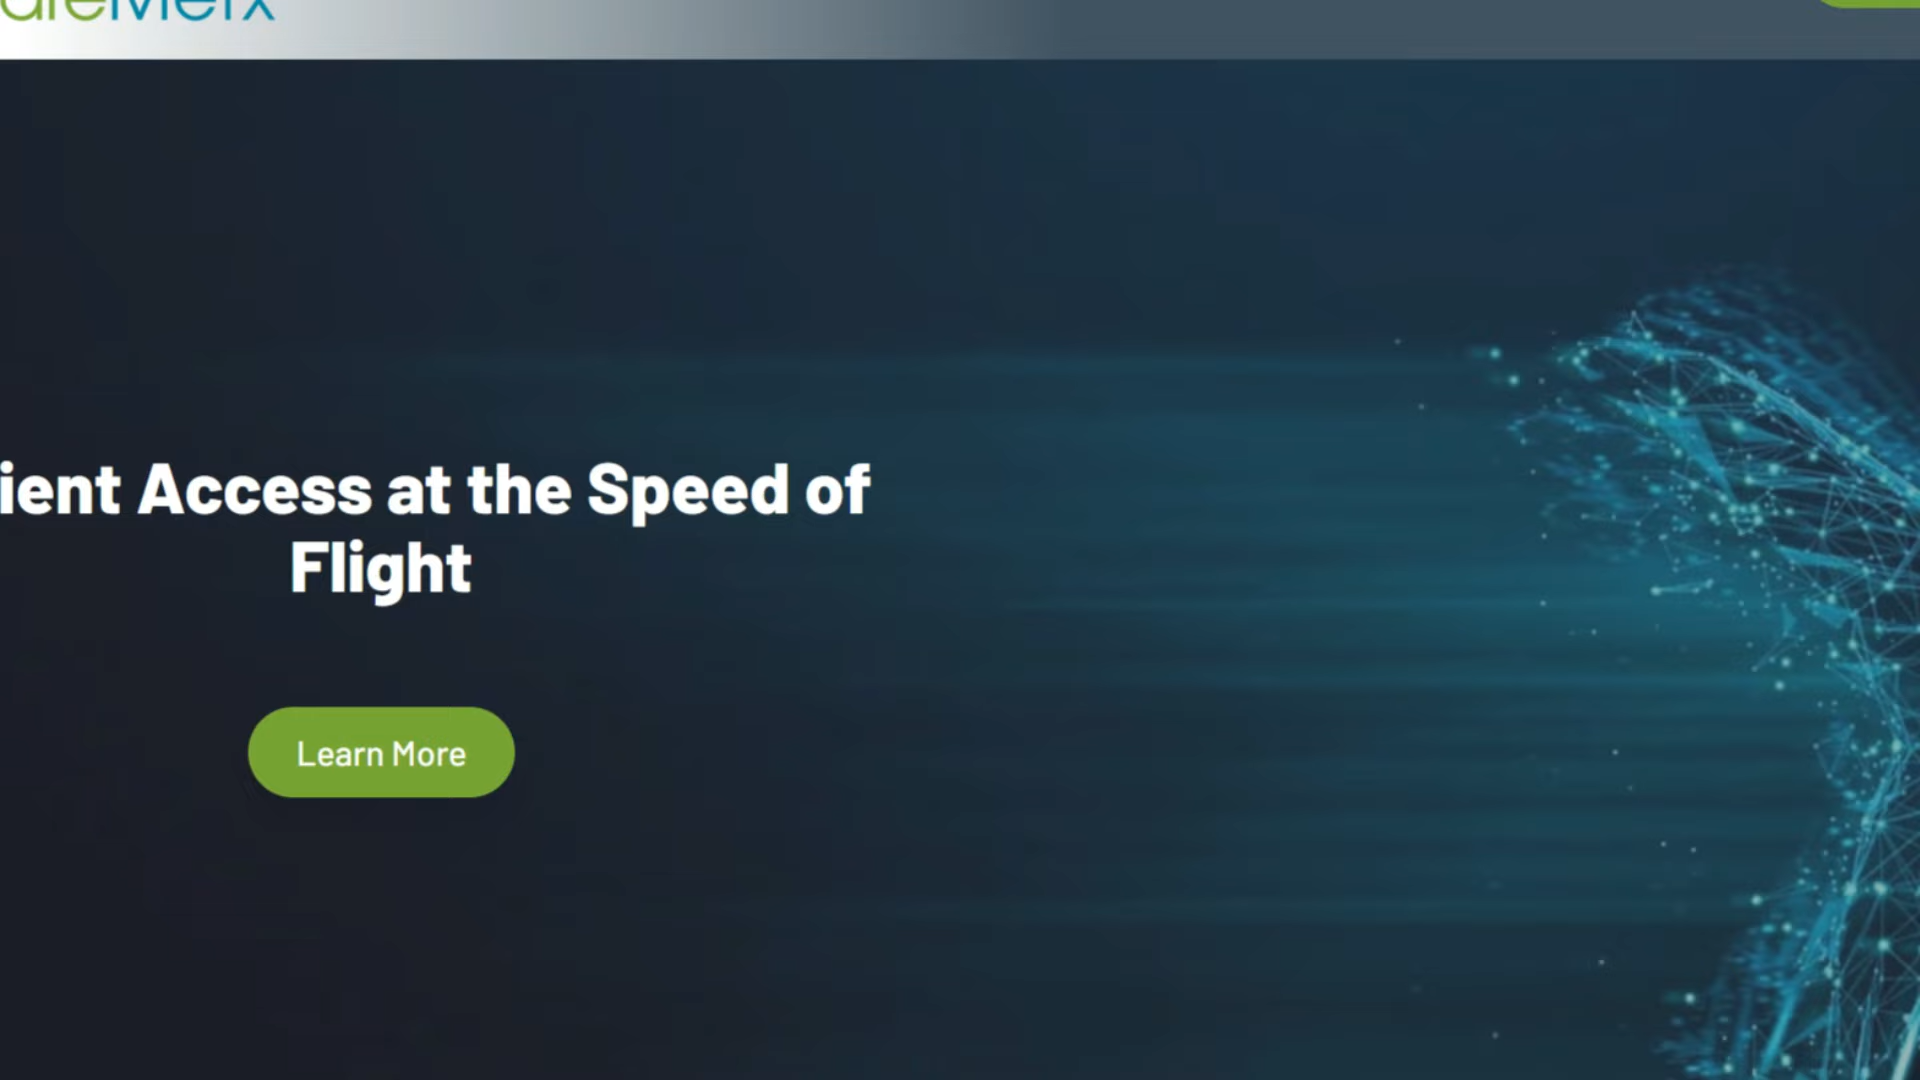 ient Access at the Speed of
Flight
Learn More